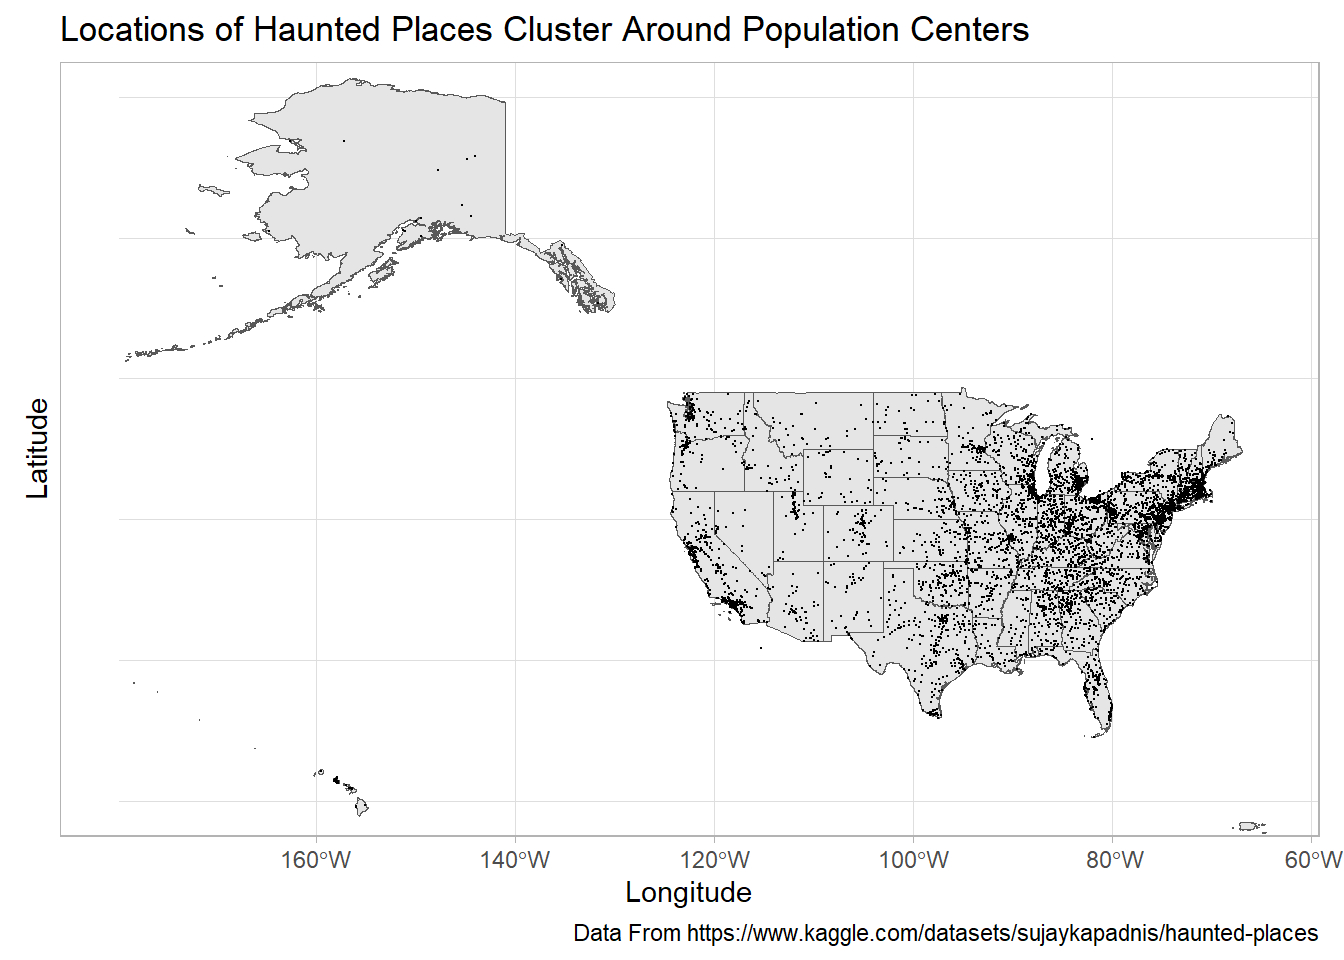 Locations of Haunted Places Cluster Around Population Centers
Latitude
160°W 140°W 120°W 100°W 80°W 60°W
Longitude
Data From https://www.kaggle.com/datasets/sujaykapadnis/haunted-places